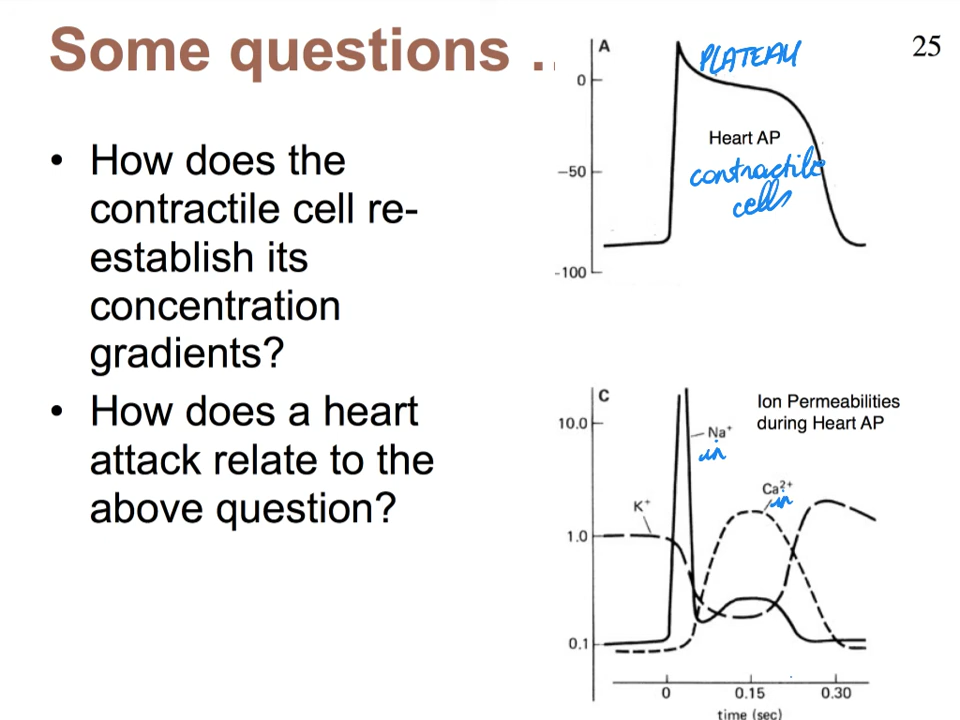 Some questions ..
25
• How does the
contractile cell re-
establish its
concentration
gradients?
• How does a heart
attack relate to the
above question?
A
PLATEAU
0
Heart AP
−50
contractile
cells
-100
C
Ion Permeabilities
during Heart AP
10.0
Na⁺
in
Ca²⁺
in
K⁺
1.0
0.1
0 0.15 0.30
time (sec)